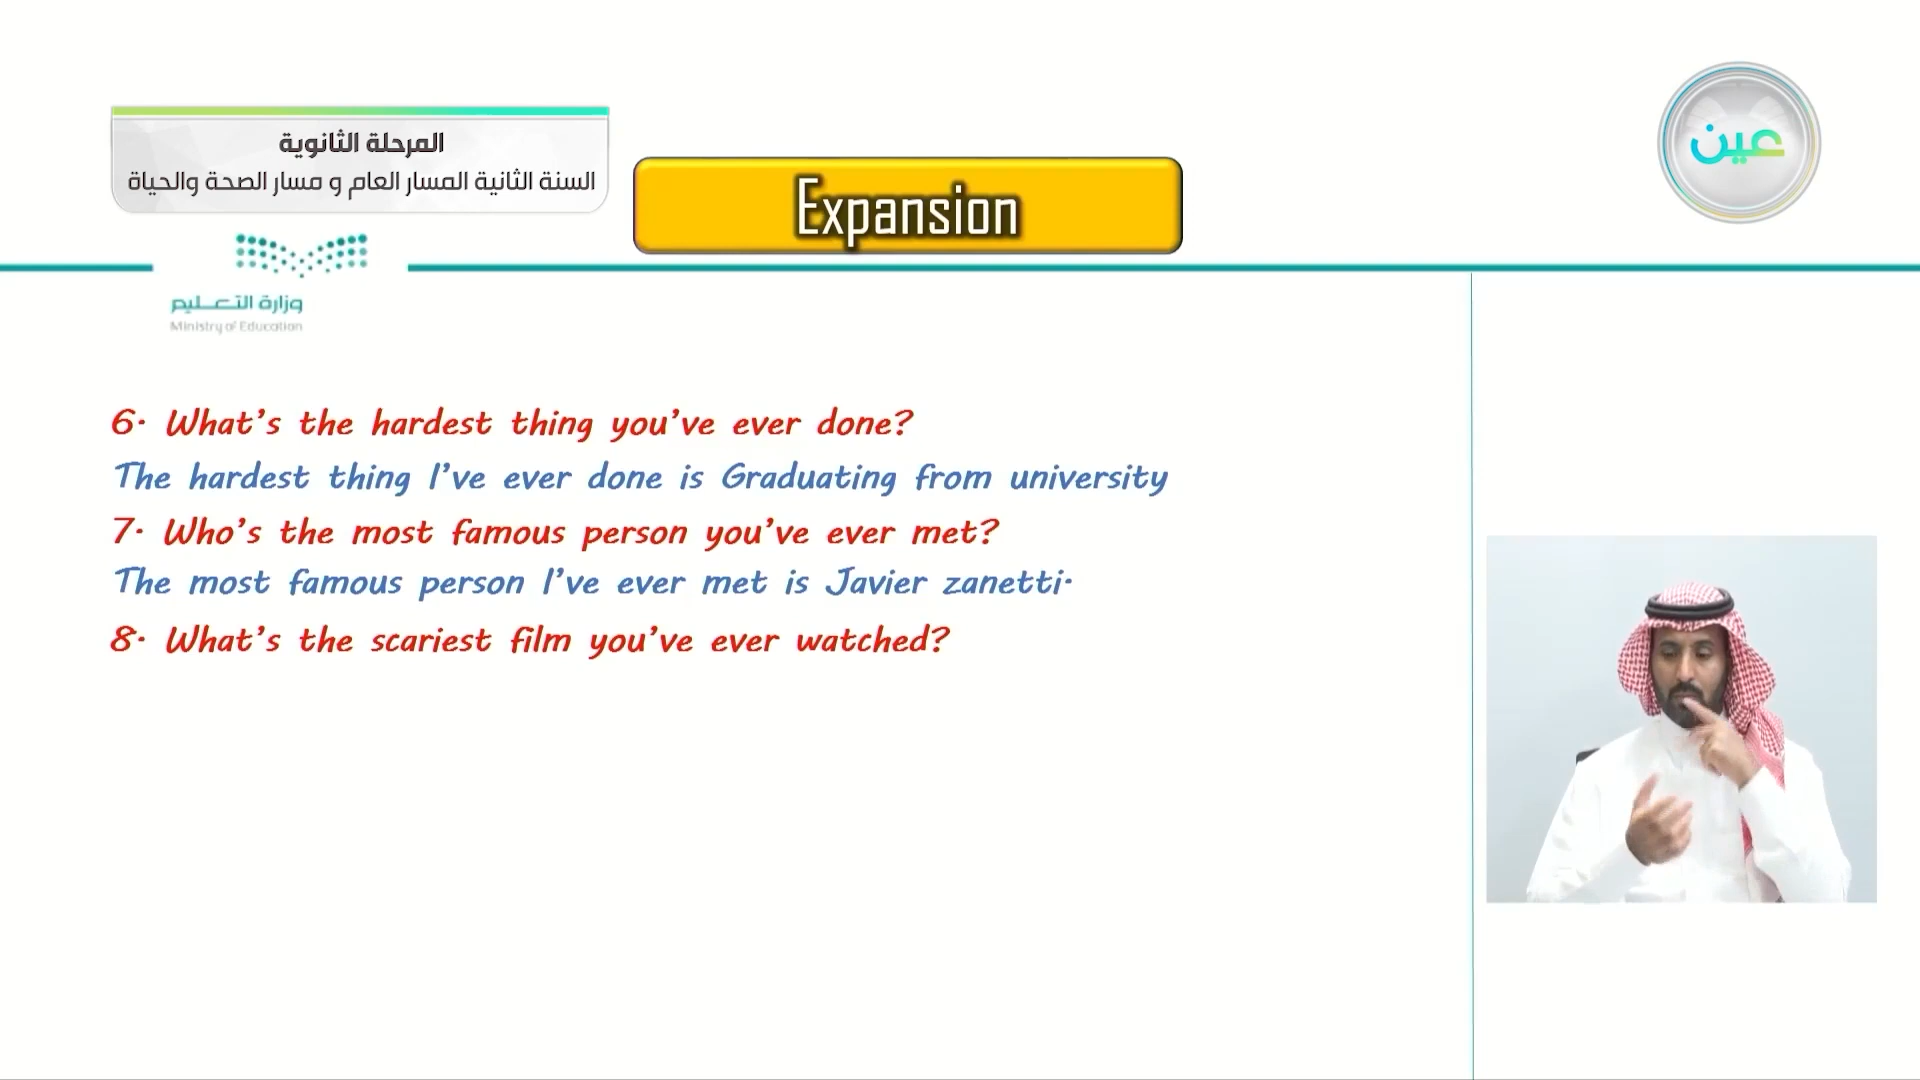 المرحلة الثانوية
السنة الثانية المسار العام و مسار الصحة والحياة
عين
Expansion
وزارة التعليم
Ministry of Education
6. What's the hardest thing you've ever done?
The hardest thing I've ever done is Graduating from university
7. Who's the most famous person you've ever met?
The most famous person I've ever met is Javier zanetti.
8. What's the scariest film you've ever watched?